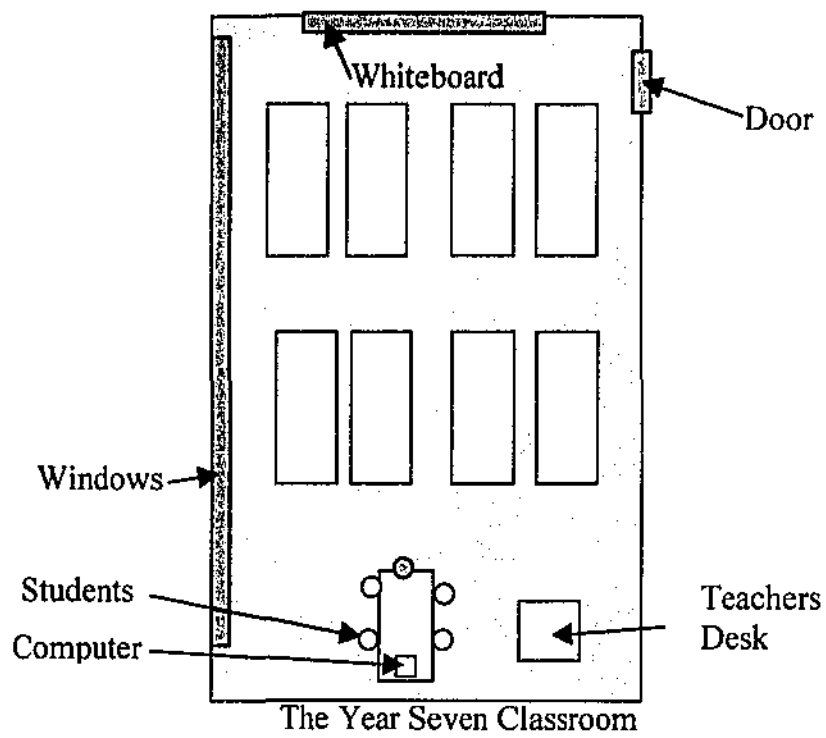 Whiteboard
Door
Windows
Students
Computer
Teachers
Desk
The Year Seven Classroom